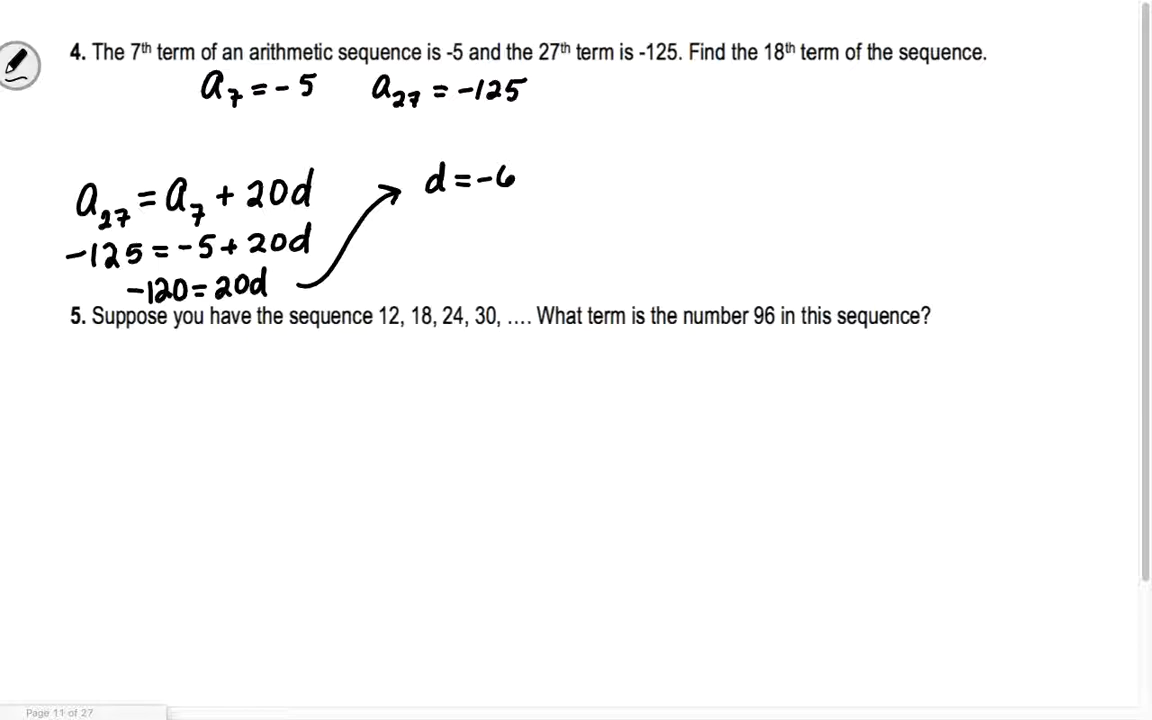 4. The 7th term of an arithmetic sequence is -5 and the 27th term is -125. Find the 18th term of the sequence.
a₇ = -5 a₂₇ = -125
d = -6
a₂₇ = a₇ + 20d
-125 = -5 + 20d
-120 = 20d
5. Suppose you have the sequence 12, 18, 24, 30, .... What term is the number 96 in this sequence?
Page 11 of 27